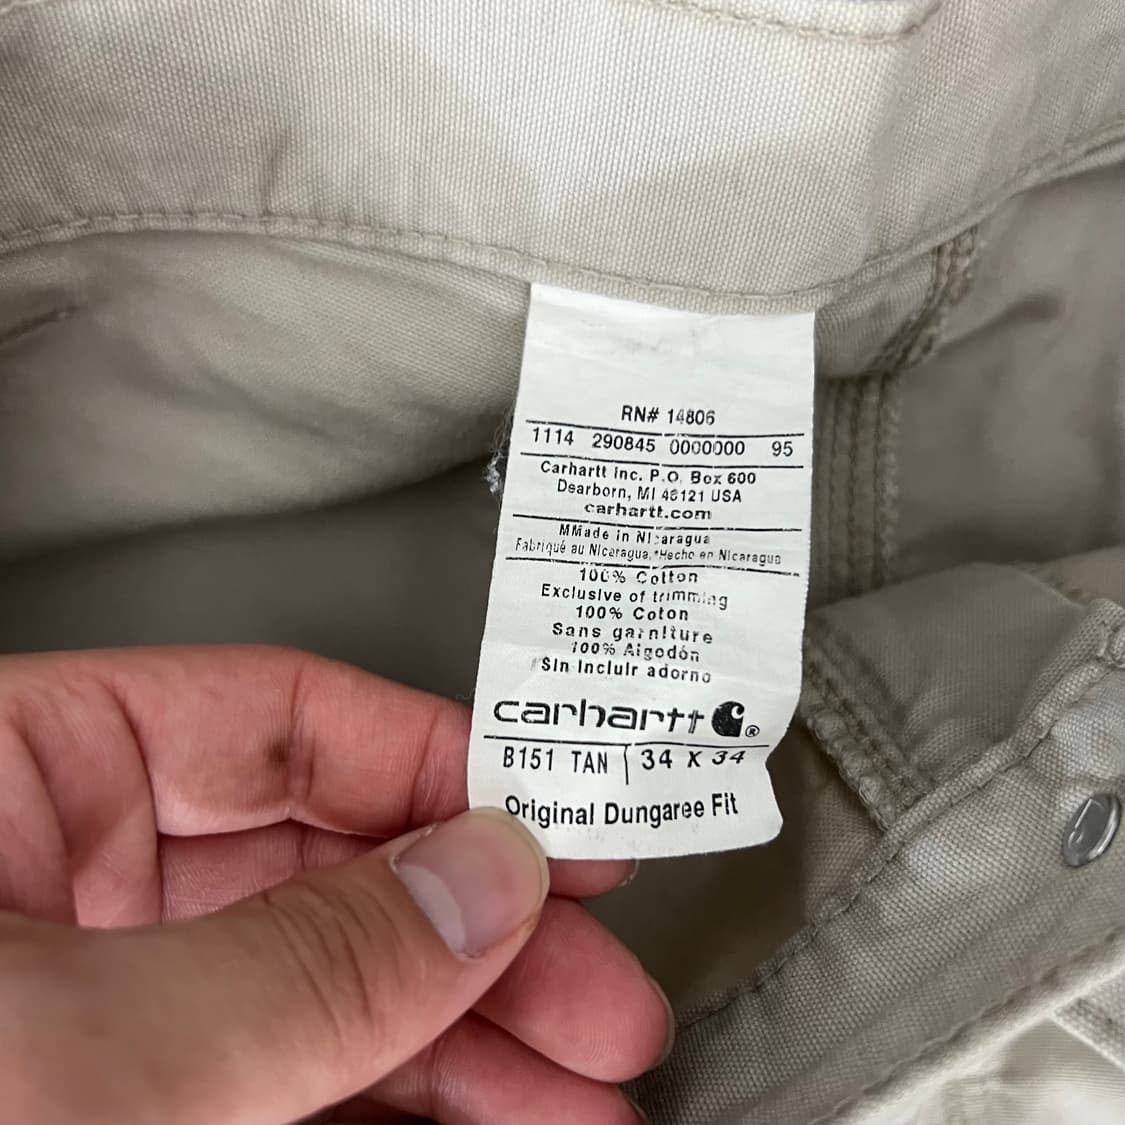 RN# 14806
1114 290845 0000000 95
Carhartt Inc. P.O. Box 600
Dearborn, MI 48121 USA
carhartt.com
MMade in Nicaragua
Fabriqué au Nicaragua.*Hecho en Nicaragua
100% Cotton
Exclusive of trimming
100% Coton
Sans garniture
100% Algodón
Sin Incluir adorno
carhartt ®
B151 TAN 34 X 34
Original Dungaree Fit